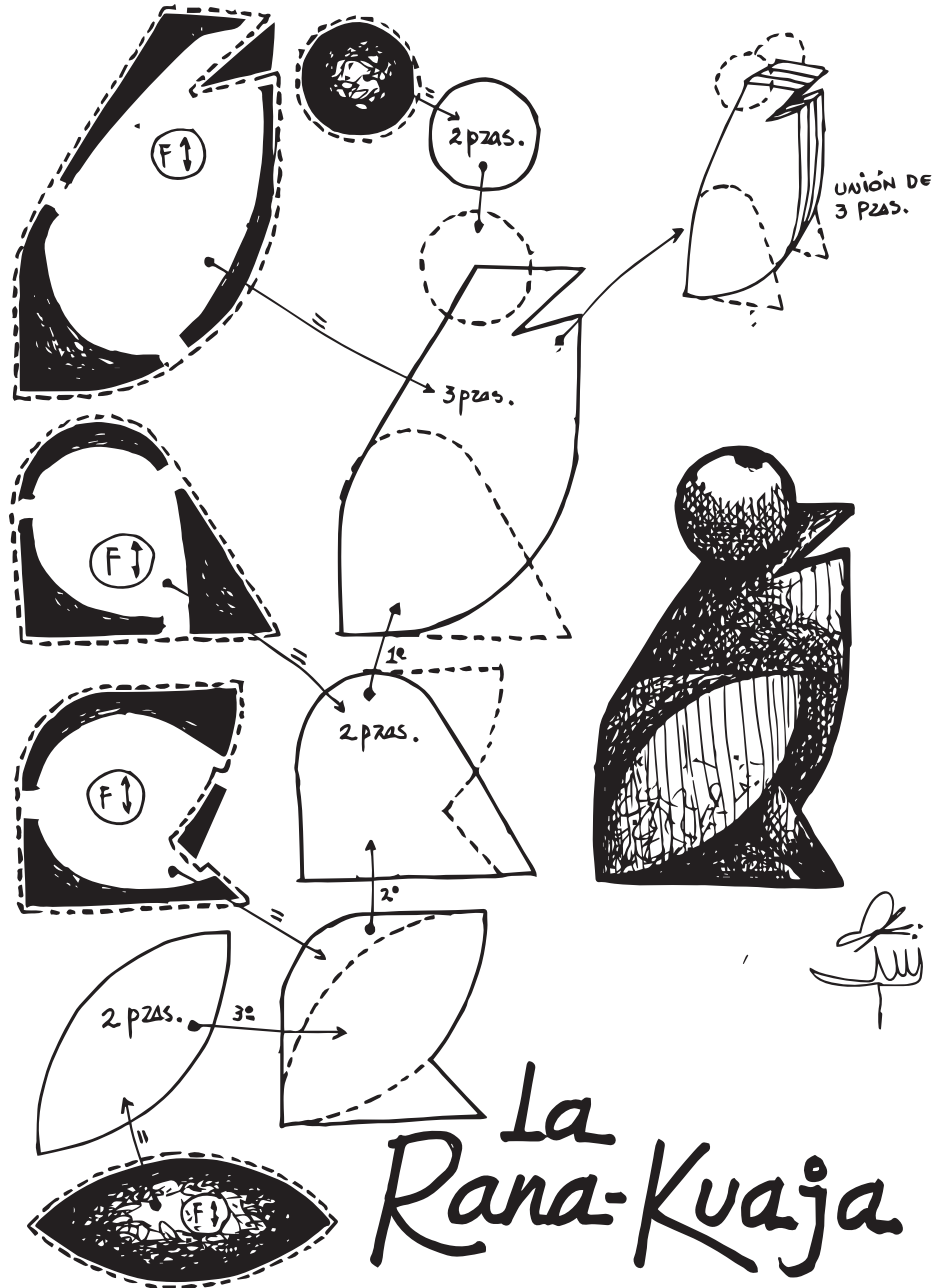 F
2 pzas.
UNIÓN DE
3 PZAS.
3 pzas.
F
1º
2 pzas.
F
2º
2 pzas.
3º
F
La
Rana-Kuaja